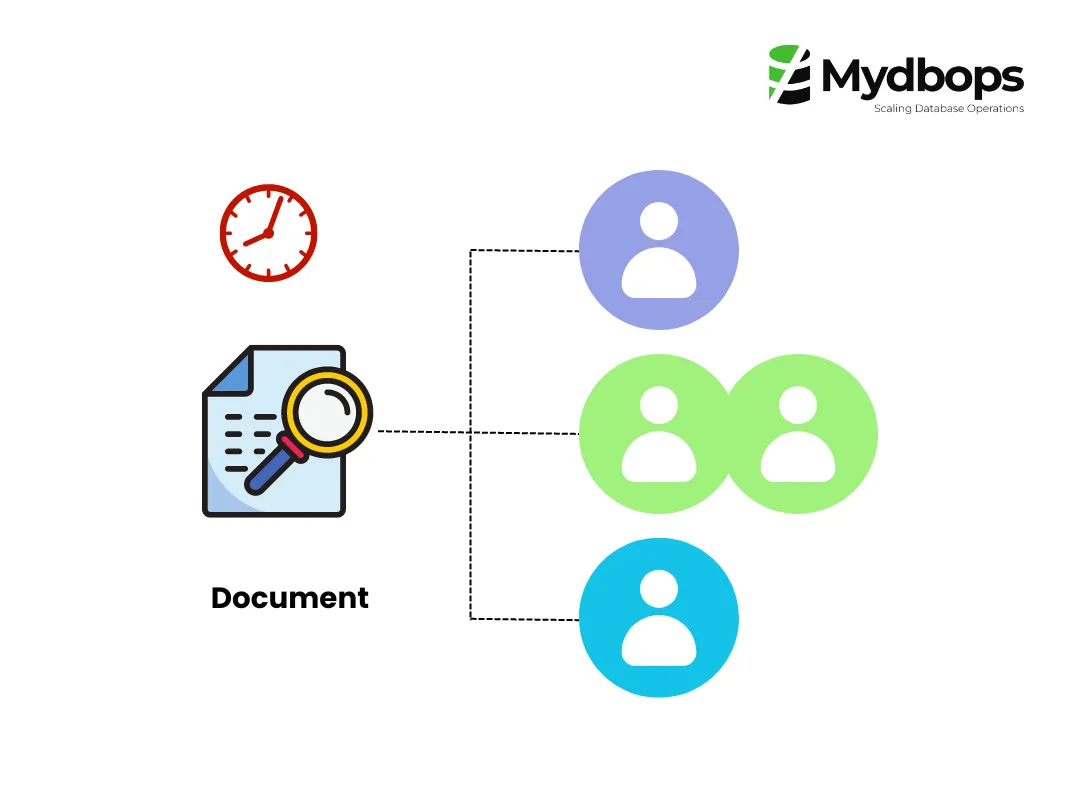 Mydbops
Scaling Database Operations
Document